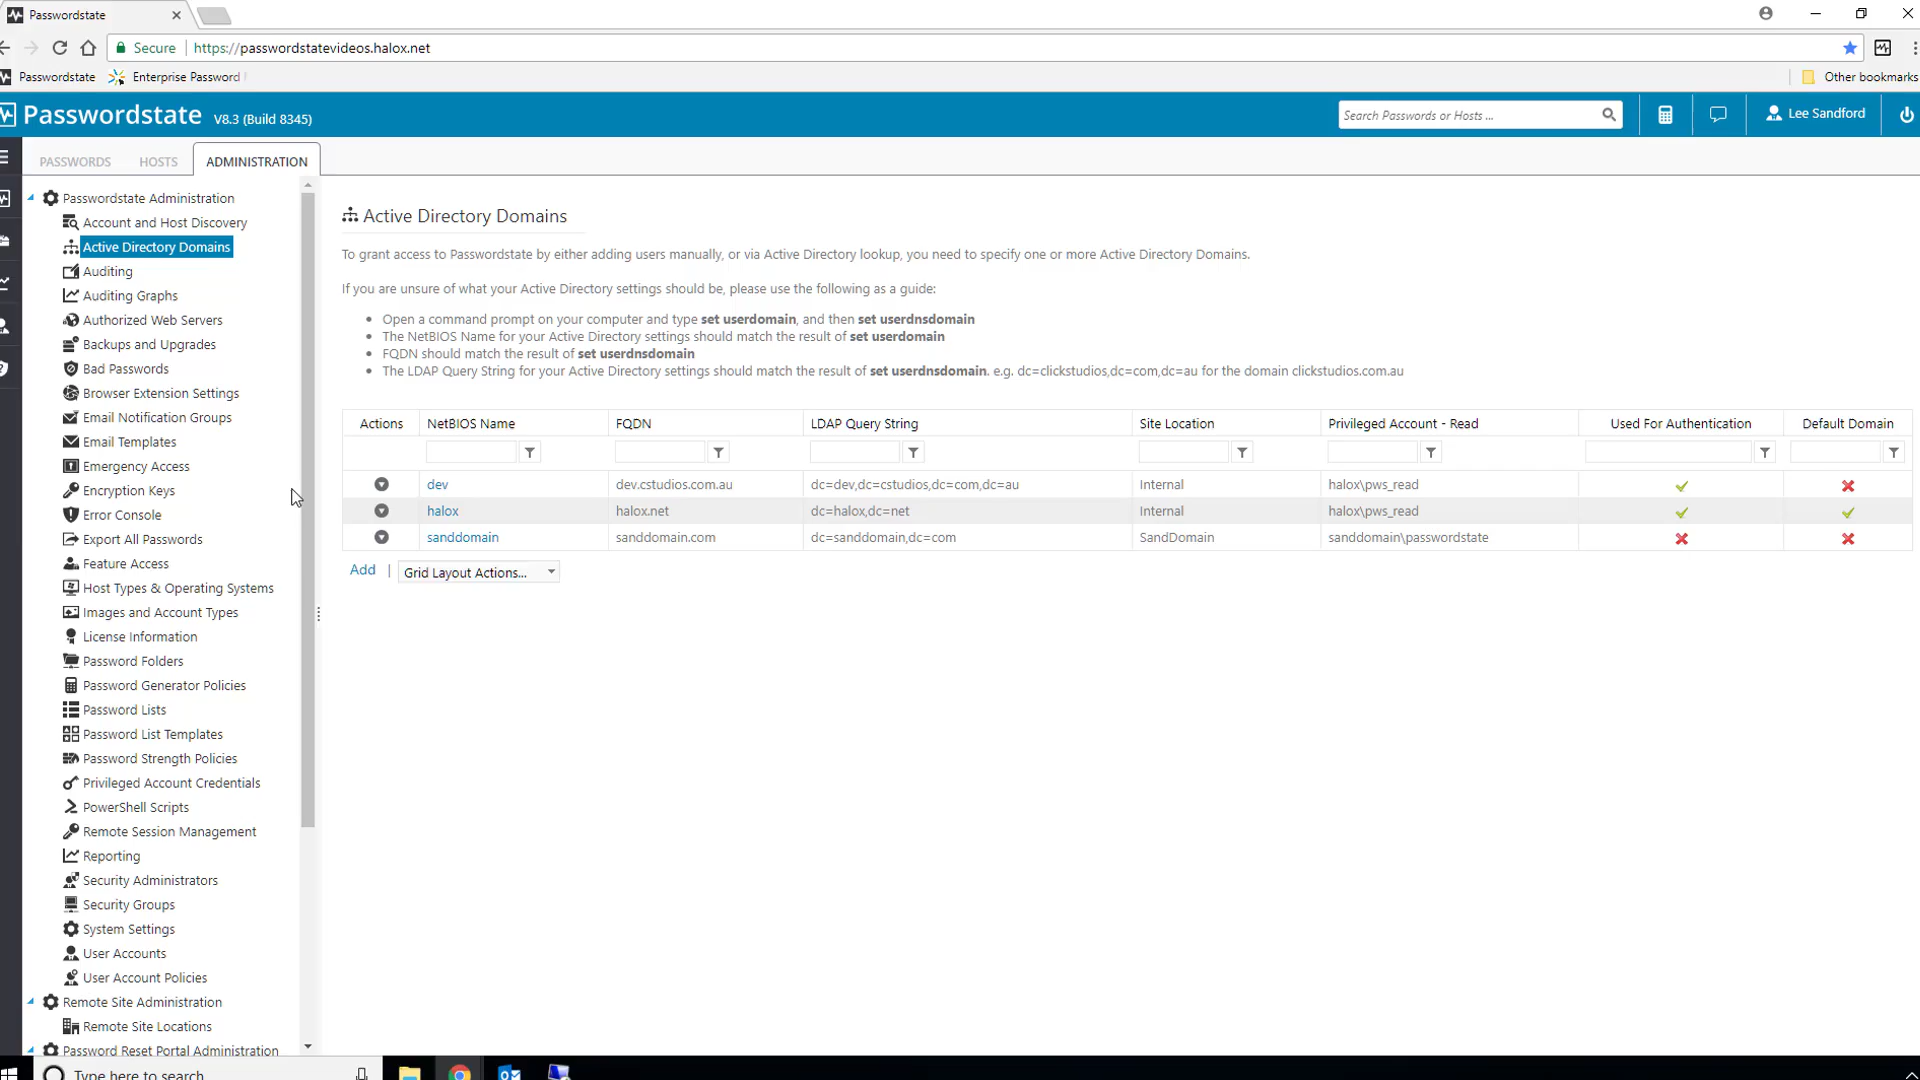 Passwordstate
Secure https://passwordstatevideos.halox.net
Passwordstate Enterprise Password Other bookmarks
Passwordstate V8.3 (Build 8345) Search Passwords or Hosts ... Lee Sandford
PASSWORDS HOSTS ADMINISTRATION
Passwordstate Administration
Account and Host Discovery
Active Directory Domains
Auditing
Auditing Graphs
Authorized Web Servers
Backups and Upgrades
Bad Passwords
Browser Extension Settings
Email Notification Groups
Email Templates
Emergency Access
Encryption Keys
Error Console
Export All Passwords
Feature Access
Host Types & Operating Systems
Images and Account Types
License Information
Password Folders
Password Generator Policies
Password Lists
Password List Templates
Password Strength Policies
Privileged Account Credentials
PowerShell Scripts
Remote Session Management
Reporting
Security Administrators
Security Groups
System Settings
User Accounts
User Account Policies
Remote Site Administration
Remote Site Locations
Password Reset Portal Administration
Active Directory Domains
To grant access to Passwordstate by either adding users manually, or via Active Directory lookup, you need to specify one or more Active Directory Domains.
If you are unsure of what your Active Directory settings should be, please use the following as a guide:
• Open a command prompt on your computer and type set userdomain, and then set userdnsdomain
• The NetBIOS Name for your Active Directory settings should match the result of set userdomain
• FQDN should match the result of set userdnsdomain
• The LDAP Query String for your Active Directory settings should match the result of set userdnsdomain. e.g. dc=clickstudios,dc=com,dc=au for the domain clickstudios.com.au
Actions NetBIOS Name FQDN LDAP Query String Site Location Privileged Account - Read Used For Authentication Default Domain
dev dev.cstudios.com.au dc=dev,dc=cstudios,dc=com,dc=au Internal halox\pws_read
halox halox.net dc=halox,dc=net Internal halox\pws_read
sanddomain sanddomain.com dc=sanddomain,dc=com SandDomain sanddomain\passwordstate
Add | Grid Layout Actions...
Type here to search